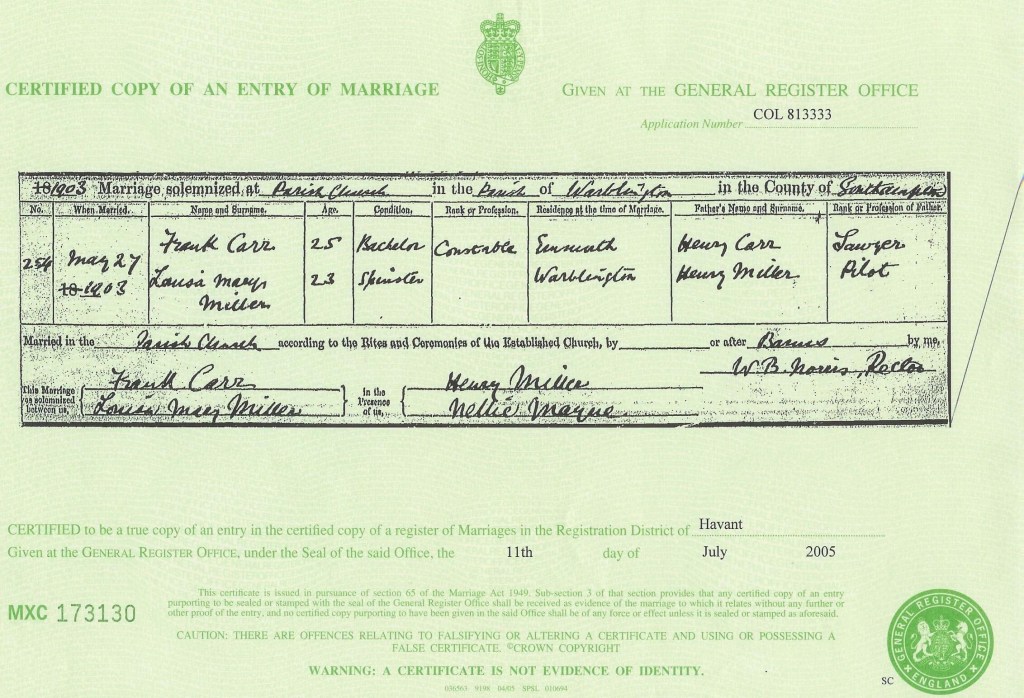 CERTIFIED COPY OF AN ENTRY OF MARRIAGE
GIVEN AT THE GENERAL REGISTER OFFICE
Application Number COL 813333
18 1903 Marriage solemnized at Parish Church in the Parish of Warblington in the County of Southampton
No. When Married. Name and Surname. Age. Condition. Rank or Profession. Residence at the time of Marriage. Father's Name and Surname. Rank or Profession of Father.
254 May 27 18 1903 Frank Carr 25 Bachelor Constable Emsworth Henry Carr Sawyer
Louisa Mary Miller 23 Spinster Warblington Henry Miller Pilot
Married in the Parish Church according to the Rites and Ceremonies of the Established Church, by or after Banns by me,
W. B. Norris, Rector
This Marriage was solemnized between us, Frank Carr Louisa Mary Miller
In the Presence of us, Henry Miller Nellie Mayne
CERTIFIED to be a true copy of an entry in the certified copy of a register of Marriages in the Registration District of Havant
Given at the GENERAL REGISTER OFFICE, under the Seal of the said Office, the 11th day of July 2005
MXC 173130
This certificate is issued in pursuance of section 65 of the Marriage Act 1949. Sub-section 3 of that section provides that any certified copy of an entry
purporting to be sealed or stamped with the seal of the General Register Office shall be received as evidence of the marriage to which it relates without any further or
other proof of the entry, and no certified copy purporting to have been given in the said Office shall be of any force or effect unless it is sealed or stamped as aforesaid.
CAUTION: THERE ARE OFFENCES RELATING TO FALSIFYING OR ALTERING A CERTIFICATE AND USING OR POSSESSING A
FALSE CERTIFICATE. ©CROWN COPYRIGHT
WARNING: A CERTIFICATE IS NOT EVIDENCE OF IDENTITY.
GENERAL REGISTER OFFICE
ENGLAND
SC